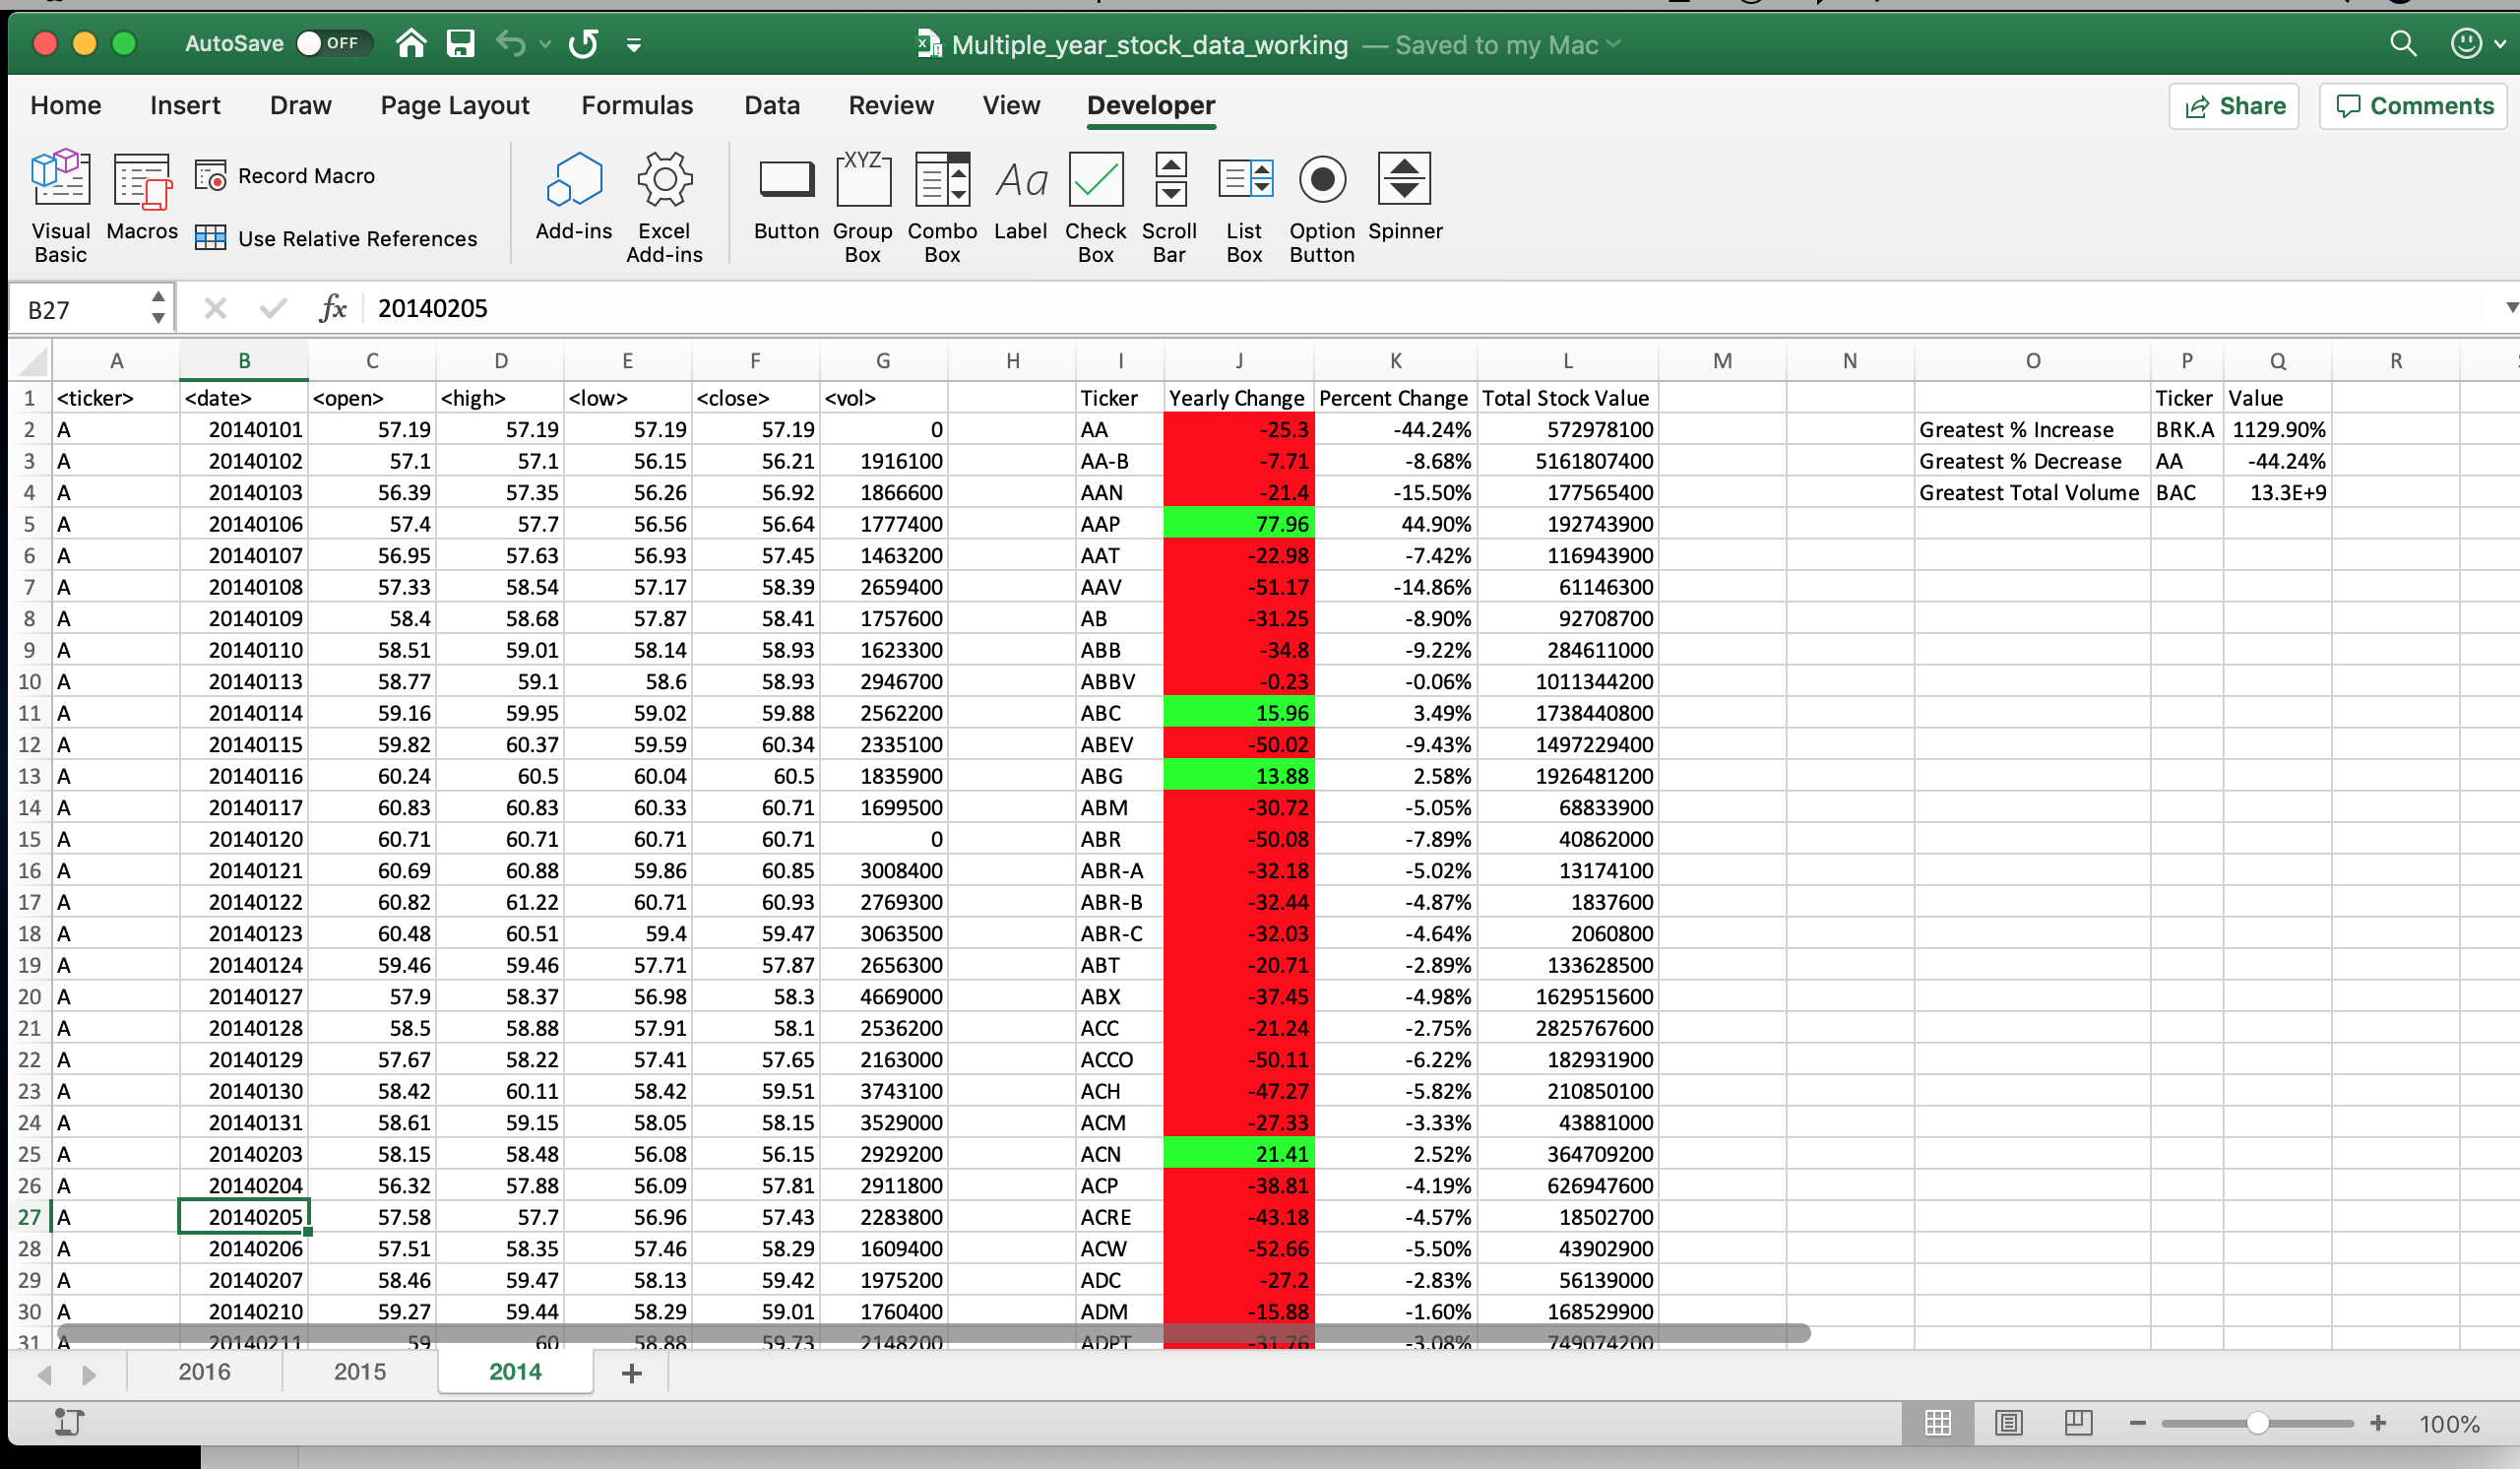 AutoSave OFF Multiple_year_stock_data_working — Saved to my Mac
Home Insert Draw Page Layout Formulas Data Review View Developer Share Comments
Visual Basic Macros Record Macro Use Relative References Add-ins Excel Add-ins Button XYZ Group Box Combo Box Aa Label Check Box Scroll Bar List Box Option Button Spinner
B27 fx 20140205
A B C D E F G H I J K L M N O P Q R
1 <ticker> <date> <open> <high> <low> <close> <vol> Ticker Yearly Change Percent Change Total Stock Value Ticker Value
2 A 20140101 57.19 57.19 57.19 57.19 0 AA -25.3 -44.24% 572978100 Greatest % Increase BRK.A 1129.90%
3 A 20140102 57.1 57.1 56.15 56.21 1916100 AA-B -7.71 -8.68% 5161807400 Greatest % Decrease AA -44.24%
4 A 20140103 56.39 57.35 56.26 56.92 1866600 AAN -21.4 -15.50% 177565400 Greatest Total Volume BAC 13.3E+9
5 A 20140106 57.4 57.7 56.56 56.64 1777400 AAP 77.96 44.90% 192743900
6 A 20140107 56.95 57.63 56.93 57.45 1463200 AAT -22.98 -7.42% 116943900
7 A 20140108 57.33 58.54 57.17 58.39 2659400 AAV -51.17 -14.86% 61146300
8 A 20140109 58.4 58.68 57.87 58.41 1757600 AB -31.25 -8.90% 92708700
9 A 20140110 58.51 59.01 58.14 58.93 1623300 ABB -34.8 -9.22% 284611000
10 A 20140113 58.77 59.1 58.6 58.93 2946700 ABBV -0.23 -0.06% 1011344200
11 A 20140114 59.16 59.95 59.02 59.88 2562200 ABC 15.96 3.49% 1738440800
12 A 20140115 59.82 60.37 59.59 60.34 2335100 ABEV -50.02 -9.43% 1497229400
13 A 20140116 60.24 60.5 60.04 60.5 1835900 ABG 13.88 2.58% 1926481200
14 A 20140117 60.83 60.83 60.33 60.71 1699500 ABM -30.72 -5.05% 68833900
15 A 20140120 60.71 60.71 60.71 60.71 0 ABR -50.08 -7.89% 40862000
16 A 20140121 60.69 60.88 59.86 60.85 3008400 ABR-A -32.18 -5.02% 13174100
17 A 20140122 60.82 61.22 60.71 60.93 2769300 ABR-B -32.44 -4.87% 1837600
18 A 20140123 60.48 60.51 59.4 59.47 3063500 ABR-C -32.03 -4.64% 2060800
19 A 20140124 59.46 59.46 57.71 57.87 2656300 ABT -20.71 -2.89% 133628500
20 A 20140127 57.9 58.37 56.98 58.3 4669000 ABX -37.45 -4.98% 1629515600
21 A 20140128 58.5 58.88 57.91 58.1 2536200 ACC -21.24 -2.75% 2825767600
22 A 20140129 57.67 58.22 57.41 57.65 2163000 ACCO -50.11 -6.22% 182931900
23 A 20140130 58.42 60.11 58.42 59.51 3743100 ACH -47.27 -5.82% 210850100
24 A 20140131 58.61 59.15 58.05 58.15 3529000 ACM -27.33 -3.33% 43881000
25 A 20140203 58.15 58.48 56.08 56.15 2929200 ACN 21.41 2.52% 364709200
26 A 20140204 56.32 57.88 56.09 57.81 2911800 ACP -38.81 -4.19% 626947600
27 A 20140205 57.58 57.7 56.96 57.43 2283800 ACRE -43.18 -4.57% 18502700
28 A 20140206 57.51 58.35 57.46 58.29 1609400 ACW -52.66 -5.50% 43902900
29 A 20140207 58.46 59.47 58.13 59.42 1975200 ADC -27.2 -2.83% 56139000
30 A 20140210 59.27 59.44 58.29 59.01 1760400 ADM -15.88 -1.60% 168529900
31 A 20140211 59 60 58.88 59.73 2148200 ADPT -31.76 -3.08% 749074200
2016 2015 2014
100%